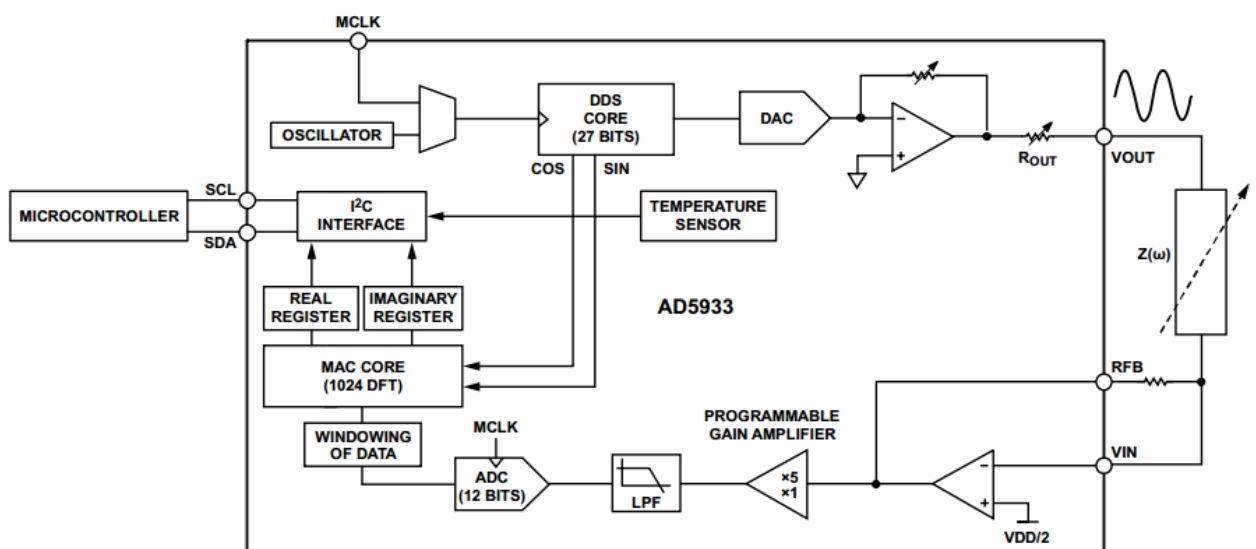 MCLK
OSCILLATOR
DDS
CORE
(27 BITS)
DAC
ROUT
VOUT
COS
SIN
SCL
MICROCONTROLLER
SDA
I2C
INTERFACE
TEMPERATURE
SENSOR
Z(ω)
REAL
REGISTER
IMAGINARY
REGISTER
AD5933
MAC CORE
(1024 DFT)
RFB
PROGRAMMABLE
GAIN AMPLIFIER
MCLK
WINDOWING
OF DATA
VIN
ADC
(12 BITS)
LPF
×5
×1
VDD/2